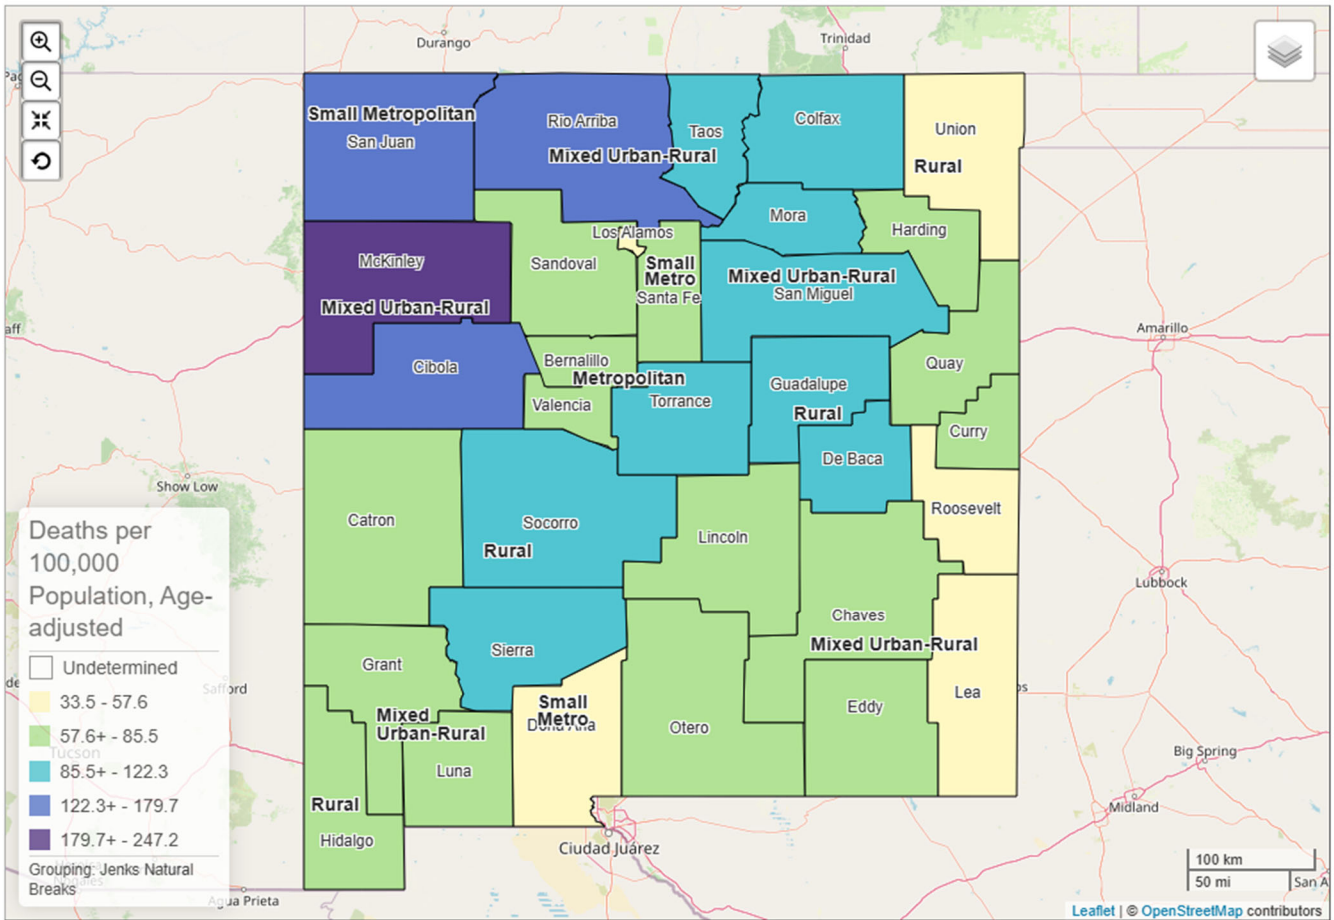 Durango
Trinidad
Small Metropolitan
San Juan
Rio Arriba
Mixed Urban-Rural
Taos
Colfax
Union
Rural
Mora
Harding
Los Alamos
McKinley
Mixed Urban-Rural
Sandoval
Small
Metro
Santa Fe
Mixed Urban-Rural
San Miguel
aff
Amarillo
Cibola
Bernalillo
Metropolitan
Valencia
Torrance
Guadalupe
Rural
Quay
Curry
De Baca
Show Low
Catron
Socorro
Rural
Lincoln
Roosevelt
Lubbock
Chaves
Mixed Urban-Rural
Sierra
Grant
Safford
Lea
os
Small
Metro
Doña Ana
Mixed
Urban-Rural
Otero
Eddy
Luna
Big Spring
Midland
Rural
Hidalgo
Ciudad Juárez
Agua Prieta
Deaths per
100,000
Population, Age-
adjusted
Undetermined
33.5 - 57.6
57.6+ - 85.5
Tucson
85.5+ - 122.3
122.3+ - 179.7
179.7+ - 247.2
Grouping: Jenks Natural
Breaks
Nogales
100 km
50 mi
San A
Leaflet | © OpenStreetMap contributors